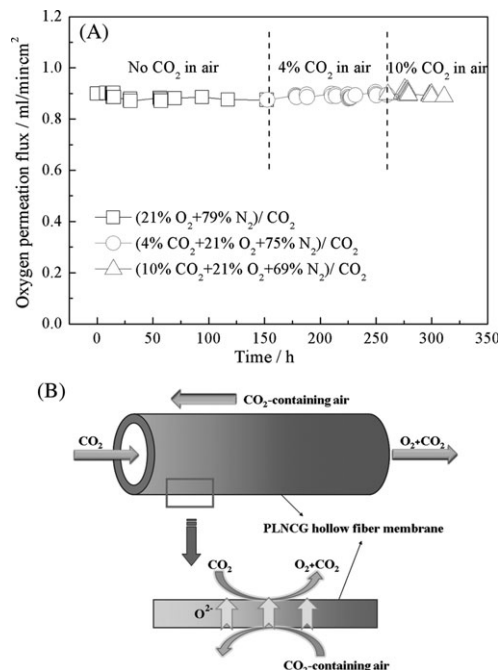 (A)
No CO2 in air
4% CO2 in air
10% CO2 in air
Oxygen permeation flux / ml/mincm2
1.2
1.0
0.8
0.6
0.4
0.2
0.0
(21% O2+79% N2)/ CO2
(4% CO2+21% O2+75% N2)/ CO2
(10% CO2+21% O2+69% N2)/ CO2
0 50 100 150 200 250 300 350
Time / h
(B)
CO2-containing air
CO2
O2+CO2
PLNCG hollow fiber membrane
CO2
O2+CO2
O2-
CO2-containing air